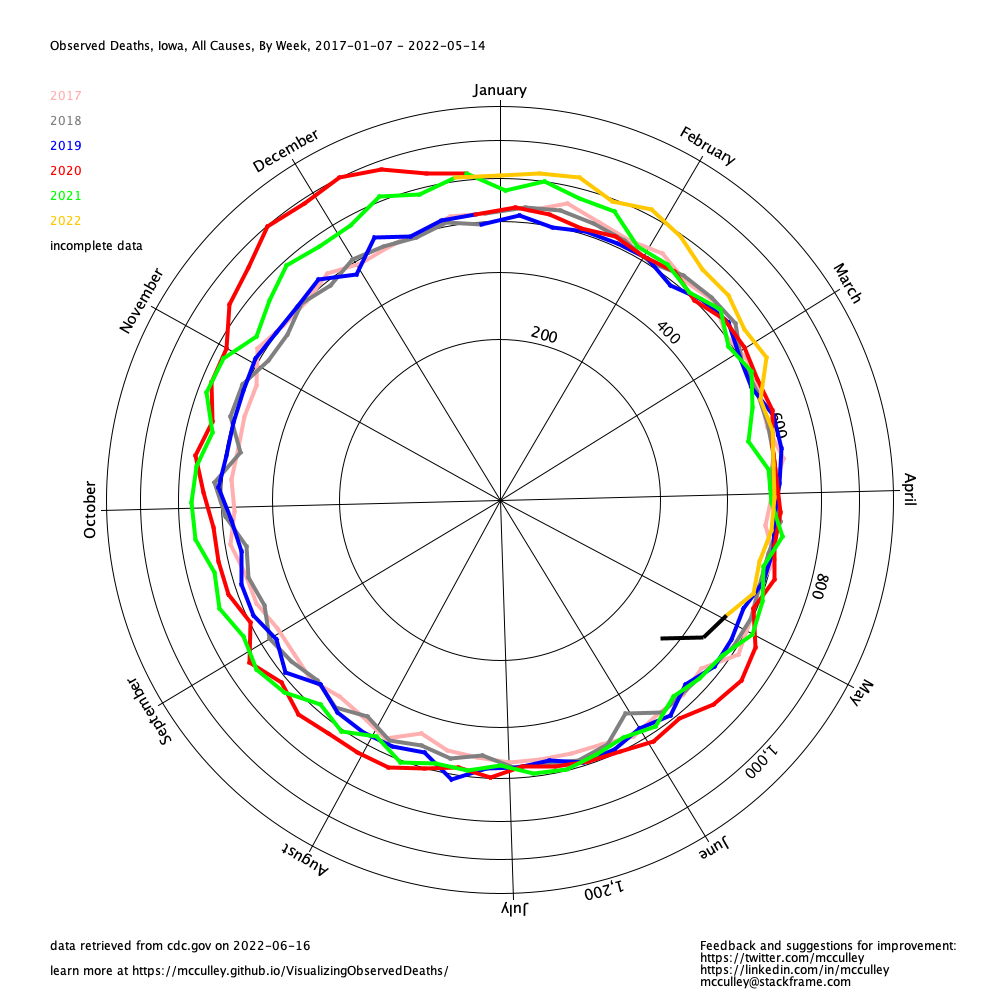 Observed Deaths, Iowa, All Causes, By Week, 2017-01-07 - 2022-05-14
January
2017
2018
2019
2020
2021
2022
incomplete data
December
February
November
March
200
400
600
October
April
800
September
May
1,000
August
June
1,200
July
data retrieved from cdc.gov on 2022-06-16
learn more at https://mcculley.github.io/VisualizingObservedDeaths/
Feedback and suggestions for improvement:
https://twitter.com/mcculley
https://linkedin.com/in/mcculley
mcculley@stackframe.com